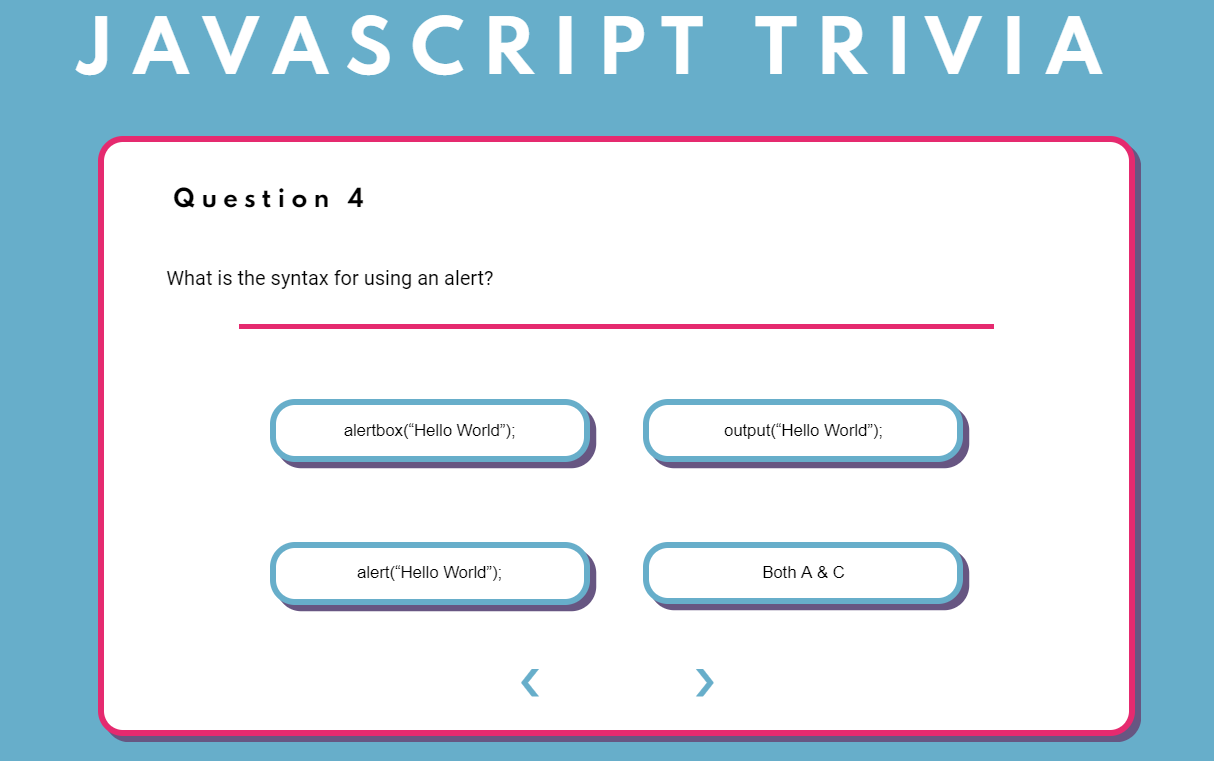 JAVASCRIPT TRIVIA
Question 4
What is the syntax for using an alert?
alertbox(“Hello World”);
output(“Hello World”);
alert(“Hello World”);
Both A & C
❮ ❯